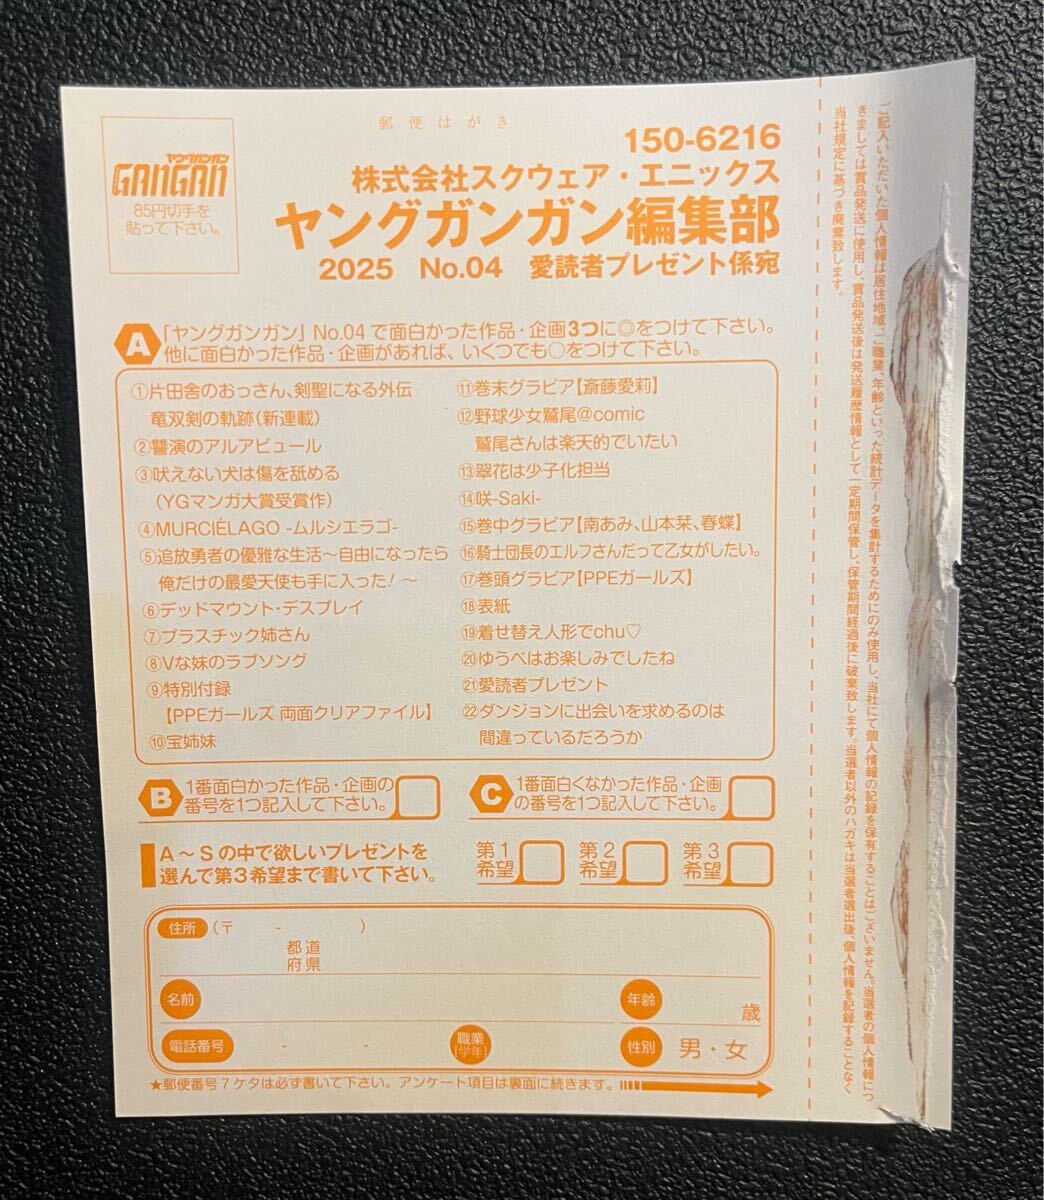 郵便はがき
ヤングガンガン
GANGAN
85円切手を
貼って下さい。
150-6216
株式会社スクウェア・エニックス
ヤングガンガン編集部
2025 No.04 愛読者プレゼント係宛
A 「ヤングガンガン」No.04で面白かった作品・企画3つに◎をつけて下さい。
他に面白かった作品・企画があれば、いくつでも○をつけて下さい。
①片田舎のおっさん、剣聖になる外伝
竜双剣の軌跡(新連載)
②讐演のアルアビュール
③吠えない犬は傷を舐める
(YGマンガ大賞受賞作)
④MURCIÉLAGO -ムルシエラゴ-
⑤追放勇者の優雅な生活～自由になったら
俺だけの最愛天使も手に入った！～
⑥デッドマウント・デスプレイ
⑦プラスチック姉さん
⑧Vな妹のラブソング
⑨特別付録
【PPEガールズ 両面クリアファイル】
⑩宝姉妹
⑪巻末グラビア【斎藤愛莉】
⑫野球少女鷲尾@comic
鷲尾さんは楽天的でいたい
⑬翠花は少子化担当
⑭咲-Saki-
⑮巻中グラビア【南あみ、山本栞、春蝶】
⑯騎士団長のエルフさんだって乙女がしたい。
⑰巻頭グラビア【PPEガールズ】
⑱表紙
⑲着せ替え人形でchu♡
⑳ゆうべはお楽しみでしたね
㉑愛読者プレゼント
㉒ダンジョンに出会いを求めるのは
間違っているだろうか
B 1番面白かった作品・企画の
番号を1つ記入して下さい。
C 1番面白くなかった作品・企画
の番号を1つ記入して下さい。
A～Sの中で欲しいプレゼントを
選んで第3希望まで書いて下さい。
第1
希望
第2
希望
第3
希望
住所 (〒 - )
都道
府県
名前
年齢 歳
電話番号 - -
職業
[学年]
性別 男・女
★郵便番号7ケタは必ず書いて下さい。アンケート項目は裏面に続きます。
ご記入いただいた個人情報は居住地域、ご職業、年齢といった統計データを集計するためにのみ使用し、当社にて個人情報の記録を保有することはございません。当選者の個人情報につ
きましては賞品発送に使用し、賞品発送後は発送履歴情報として一定期間保管し、保管期間経過後に破棄致します。当選者以外のハガキは当選者選出後、個人情報を記録することなく
当社規定に基づき廃棄致します。